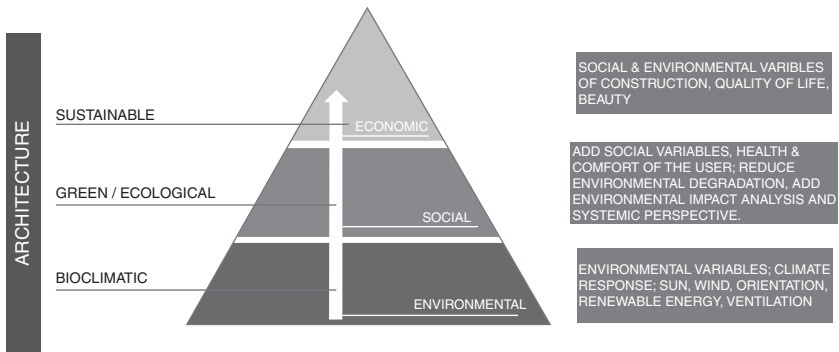 ARCHITECTURE
SUSTAINABLE
GREEN / ECOLOGICAL
BIOCLIMATIC
ECONOMIC
SOCIAL
ENVIRONMENTAL
SOCIAL & ENVIRONMENTAL VARIBLES
OF CONSTRUCTION, QUALITY OF LIFE,
BEAUTY
ADD SOCIAL VARIABLES, HEALTH &
COMFORT OF THE USER; REDUCE
ENVIRONMENTAL DEGRADATION, ADD
ENVIRONMENTAL IMPACT ANALYSIS AND
SYSTEMIC PERSPECTIVE.
ENVIRONMENTAL VARIABLES; CLIMATE
RESPONSE; SUN, WIND, ORIENTATION,
RENEWABLE ENERGY, VENTILATION